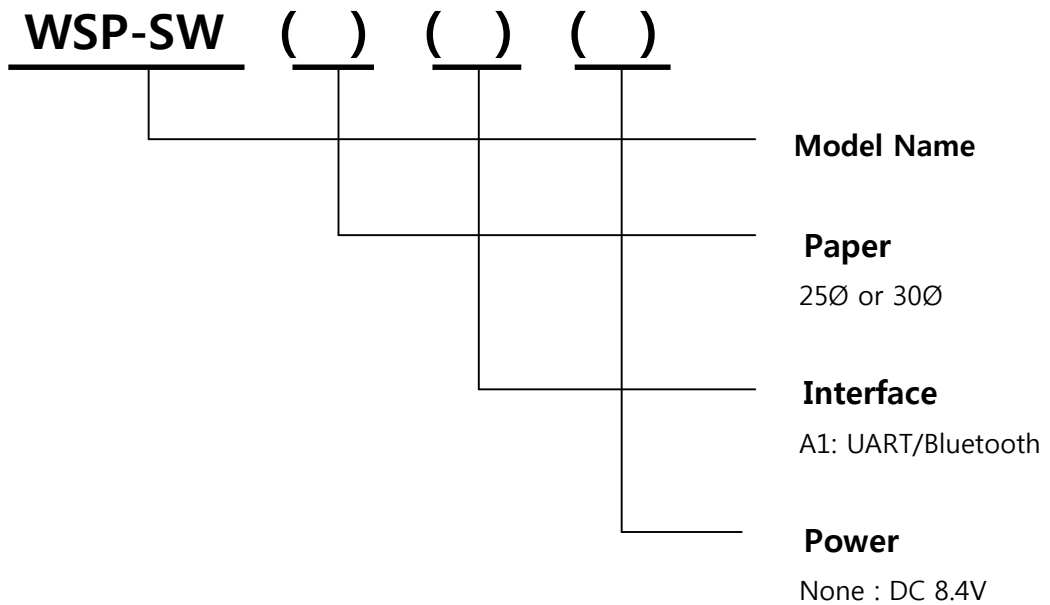 WSP-SW (   ) (   ) (   )
Model Name
Paper
25Ø or 30Ø
Interface
A1: UART/Bluetooth
Power
None : DC 8.4V